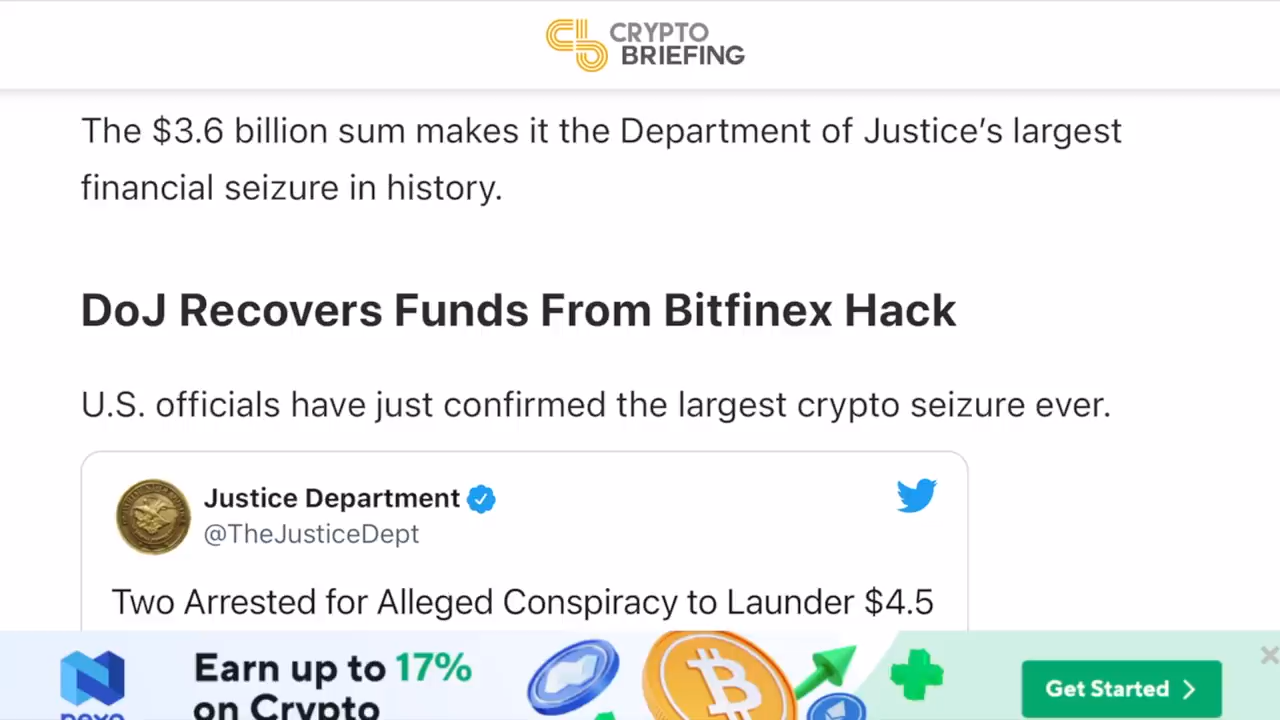 CRYPTO
BRIEFING
The $3.6 billion sum makes it the Department of Justice’s largest
financial seizure in history.
DoJ Recovers Funds From Bitfinex Hack
U.S. officials have just confirmed the largest crypto seizure ever.
Justice Department
@TheJusticeDept
Two Arrested for Alleged Conspiracy to Launder $4.5
Earn up to 17%
on Crypto
nexo
Get Started